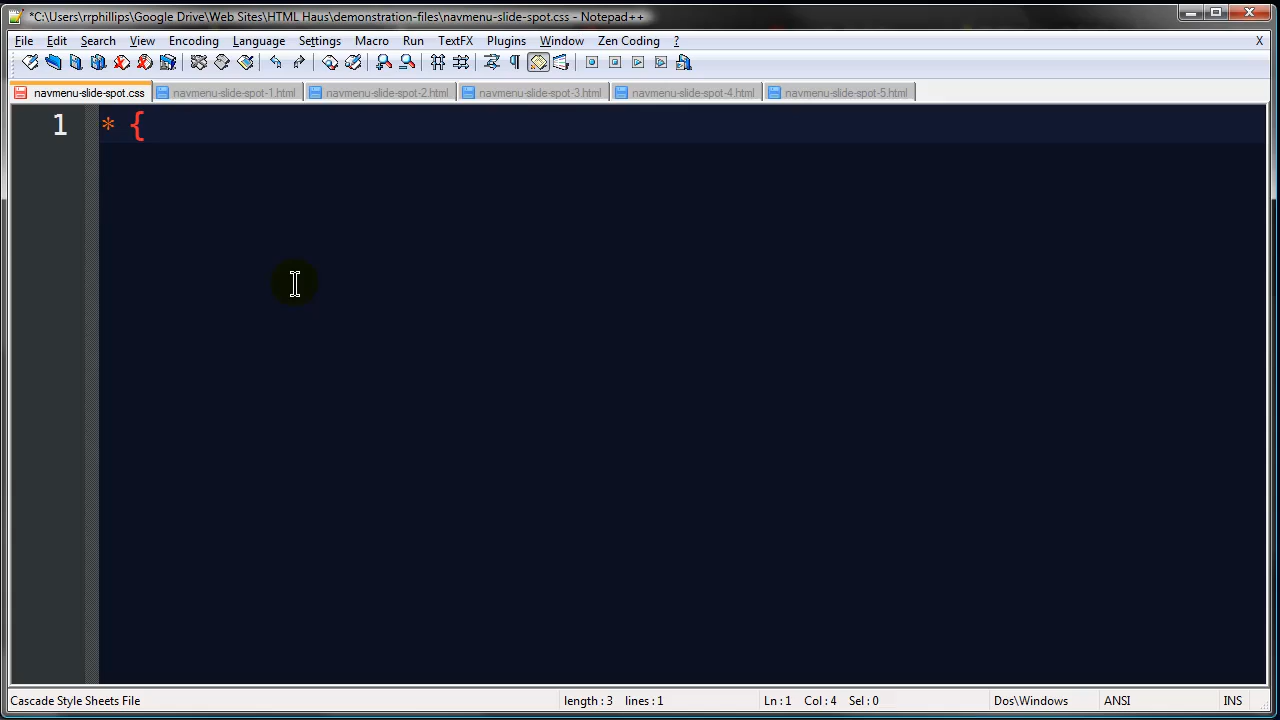 *C:\Users\rrphillips\Google Drive\Web Sites\HTML Haus\demonstration-files\navmenu-slide-spot.css - Notepad++
File Edit Search View Encoding Language Settings Macro Run TextFX Plugins Window Zen Coding ? X
navmenu-slide-spot.css navmenu-slide-spot-1.html navmenu-slide-spot-2.html navmenu-slide-spot-3.html navmenu-slide-spot-4.html navmenu-slide-spot-5.html
1 * {
Cascade Style Sheets File length : 3 lines : 1 Ln : 1 Col : 4 Sel : 0 Dos\Windows ANSI INS